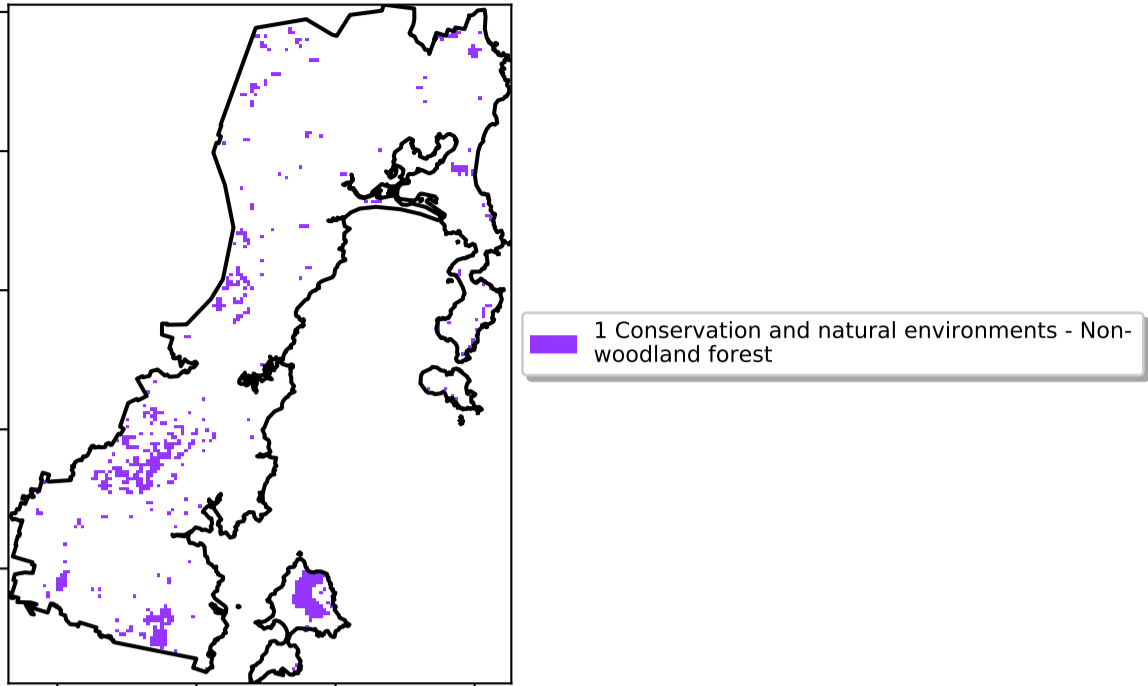 1 Conservation and natural environments - Non-
woodland forest